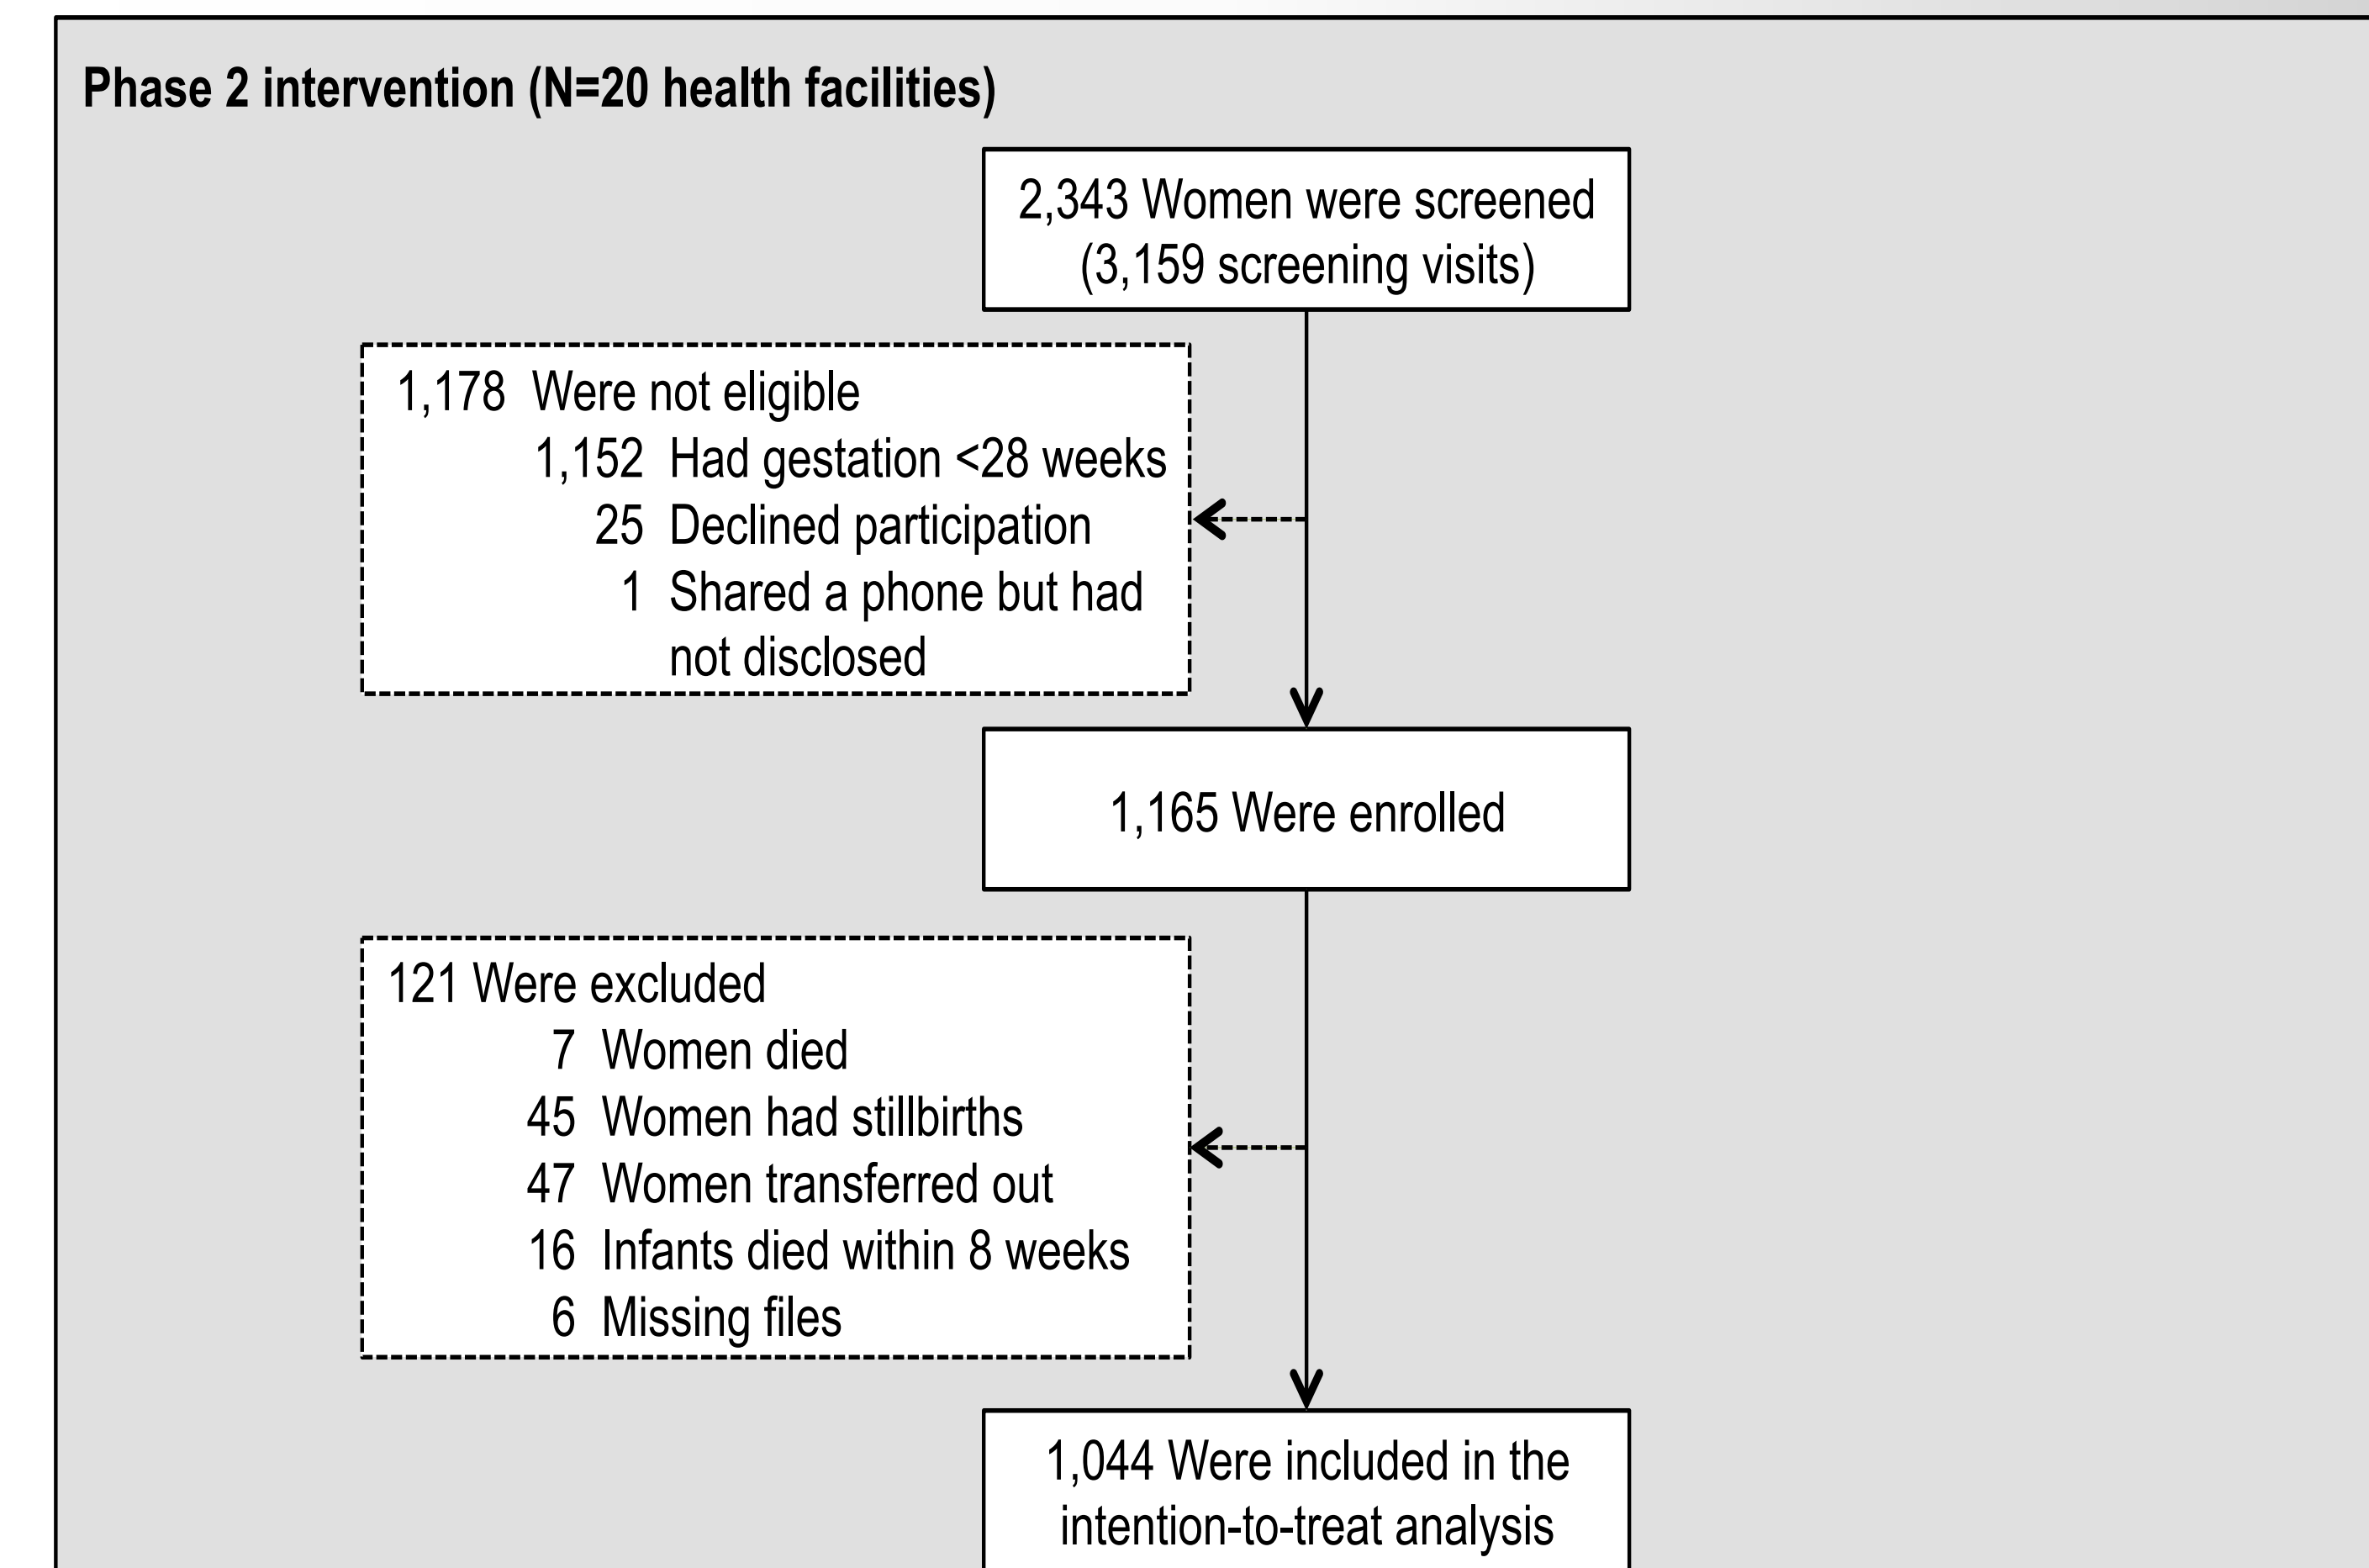 Phase 2 intervention (N=20 health facilities)
2,343 Women were screened
(3,159 screening visits)
1,178 Were not eligible
1,152 Had gestation <28 weeks
25 Declined participation
1 Shared a phone but had
not disclosed
1,165 Were enrolled
121 Were excluded
7 Women died
45 Women had stillbirths
47 Women transferred out
16 Infants died within 8 weeks
6 Missing files
1,044 Were included in the
intention-to-treat analysis